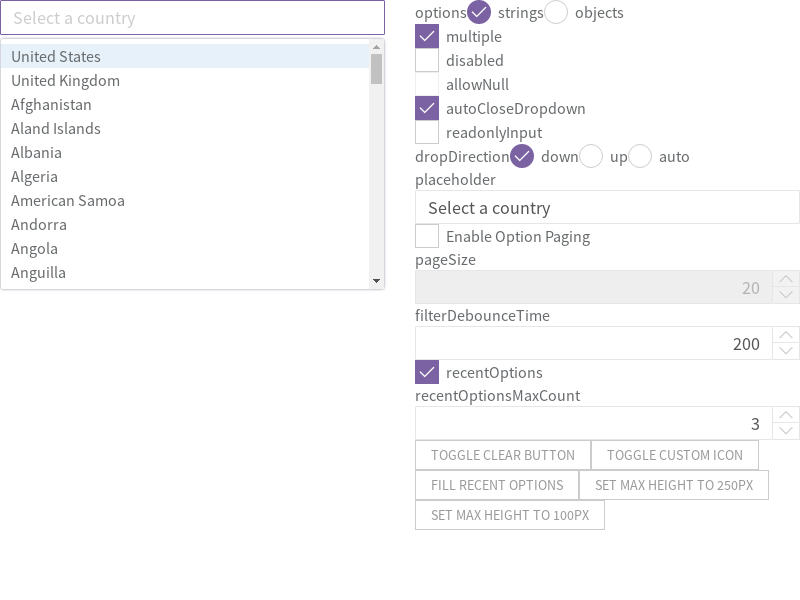 Select a country
United States
United Kingdom
Afghanistan
Aland Islands
Albania
Algeria
American Samoa
Andorra
Angola
Anguilla
options strings objects
multiple
disabled
allowNull
autoCloseDropdown
readonlyInput
dropDirection down up auto
placeholder
Select a country
Enable Option Paging
pageSize
20
filterDebounceTime
200
recentOptions
recentOptionsMaxCount
3
TOGGLE CLEAR BUTTON TOGGLE CUSTOM ICON
FILL RECENT OPTIONS SET MAX HEIGHT TO 250PX
SET MAX HEIGHT TO 100PX